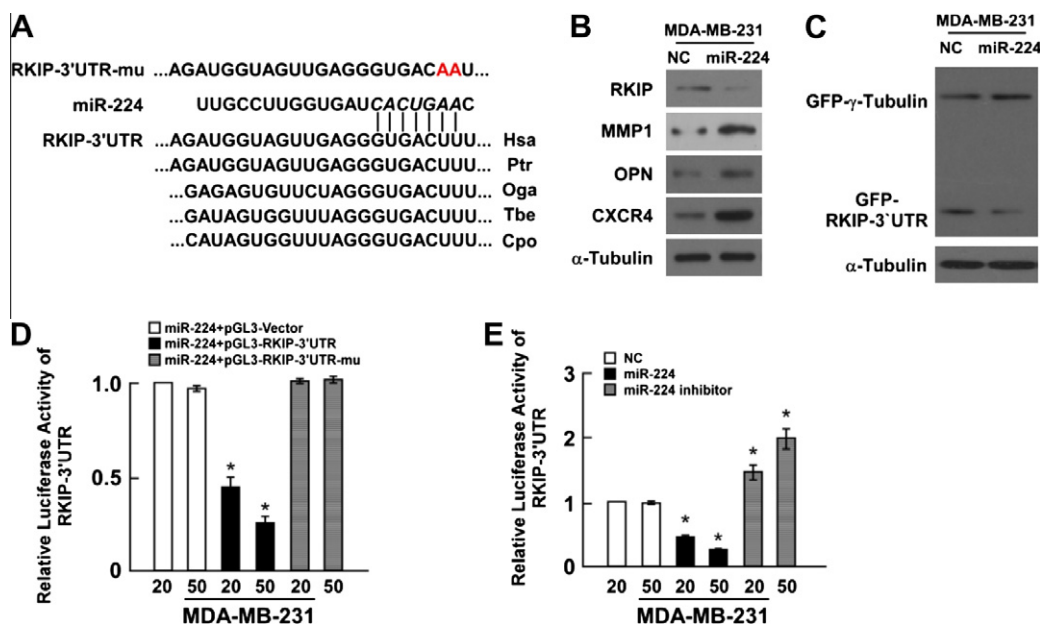 A
RKIP-3'UTR-mu ...AGAUGGUAGUUGAGGGUGACAAU...
miR-224 UUGCCUUGGUGAUCACUGAAC
RKIP-3'UTR ...AGAUGGUAGUUGAGGGUGACUUU... Hsa
...AGAUGGUAGUUGAGGGUGACUUU... Ptr
...GAGAGUGUUCUAGGGUGACUUU... Oga
...GAUAGUGUUUUAGGGUGACUUU... Tbe
...CAUAGUGGUUUAGGGUGACUUU... Cpo
B
MDA-MB-231
NC miR-224
RKIP
MMP1
OPN
CXCR4
α-Tubulin
C
MDA-MB-231
NC miR-224
GFP-γ-Tubulin
GFP-
RKIP-3`UTR
α-Tubulin
D
miR-224+pGL3-Vector
miR-224+pGL3-RKIP-3'UTR
miR-224+pGL3-RKIP-3'UTR-mu
Relative Luciferase Activity of
RKIP-3'UTR
1.0
0.5
0
* *
20 50 20 50 20 50
MDA-MB-231
E
NC
miR-224
miR-224 inhibitor
Relative Luciferase Activity of
RKIP-3'UTR
3
2
1
0
* * * *
20 50 20 50 20 50
MDA-MB-231